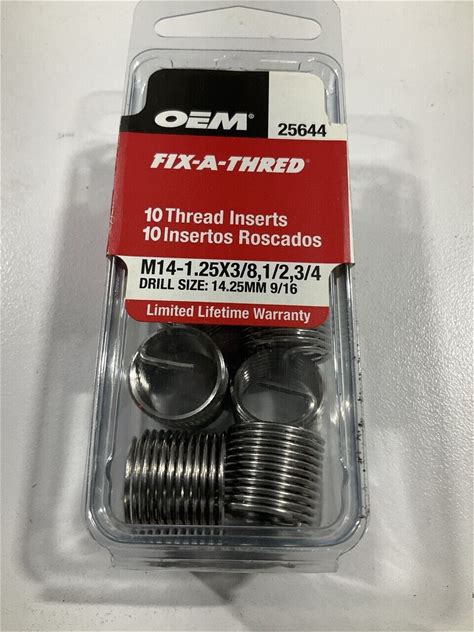 OEM®
25644
FIX-A-THRED®
10 Thread Inserts
10 Insertos Roscados
M14-1.25X3/8,1/2,3/4
DRILL SIZE: 14.25MM 9/16
Limited Lifetime Warranty